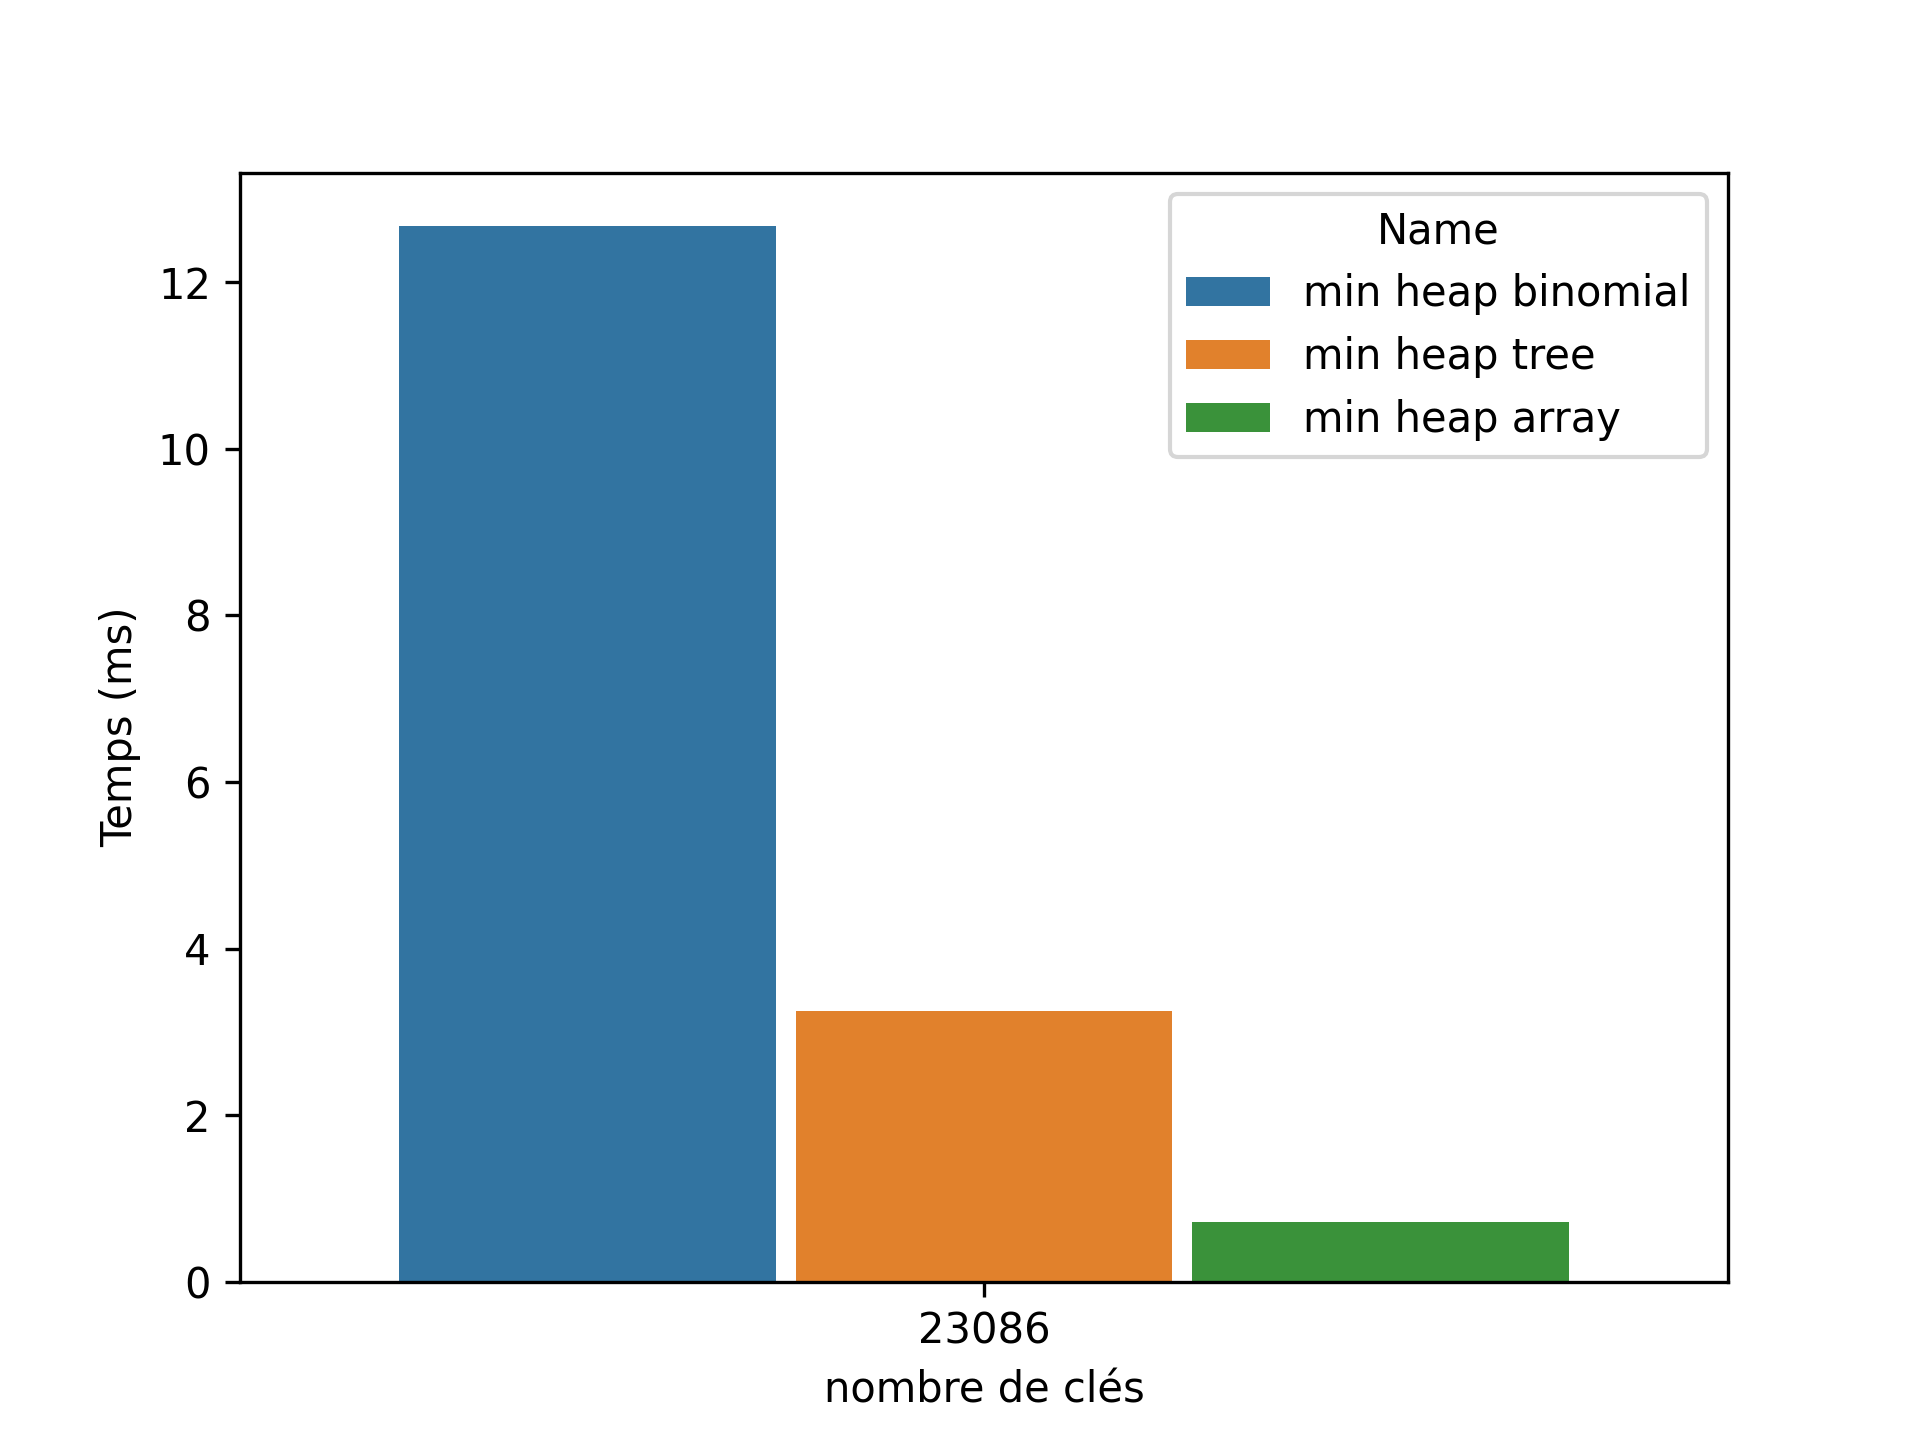 Name
min heap binomial
min heap tree
min heap array
Temps (ms)
12
10
8
6
4
2
0
23086
nombre de clés